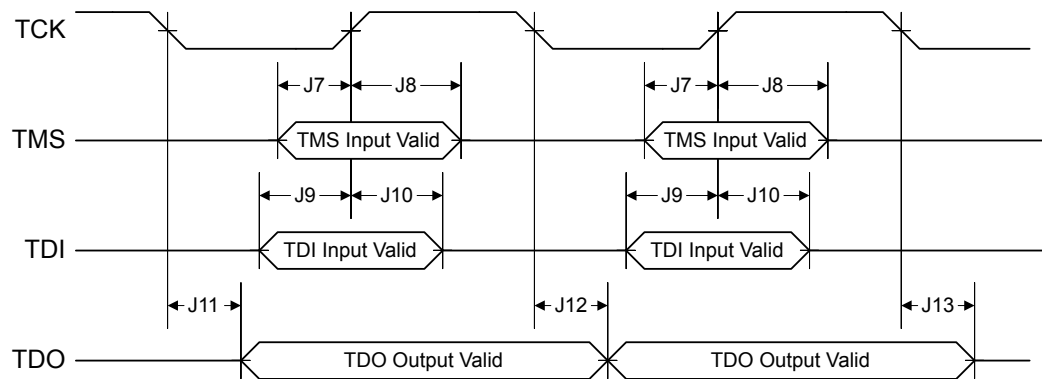 TCK
J7 J8 J7 J8
TMS TMS Input Valid TMS Input Valid
J9 J10 J9 J10
TDI TDI Input Valid TDI Input Valid
J11 J12 J13
TDO TDO Output Valid TDO Output Valid